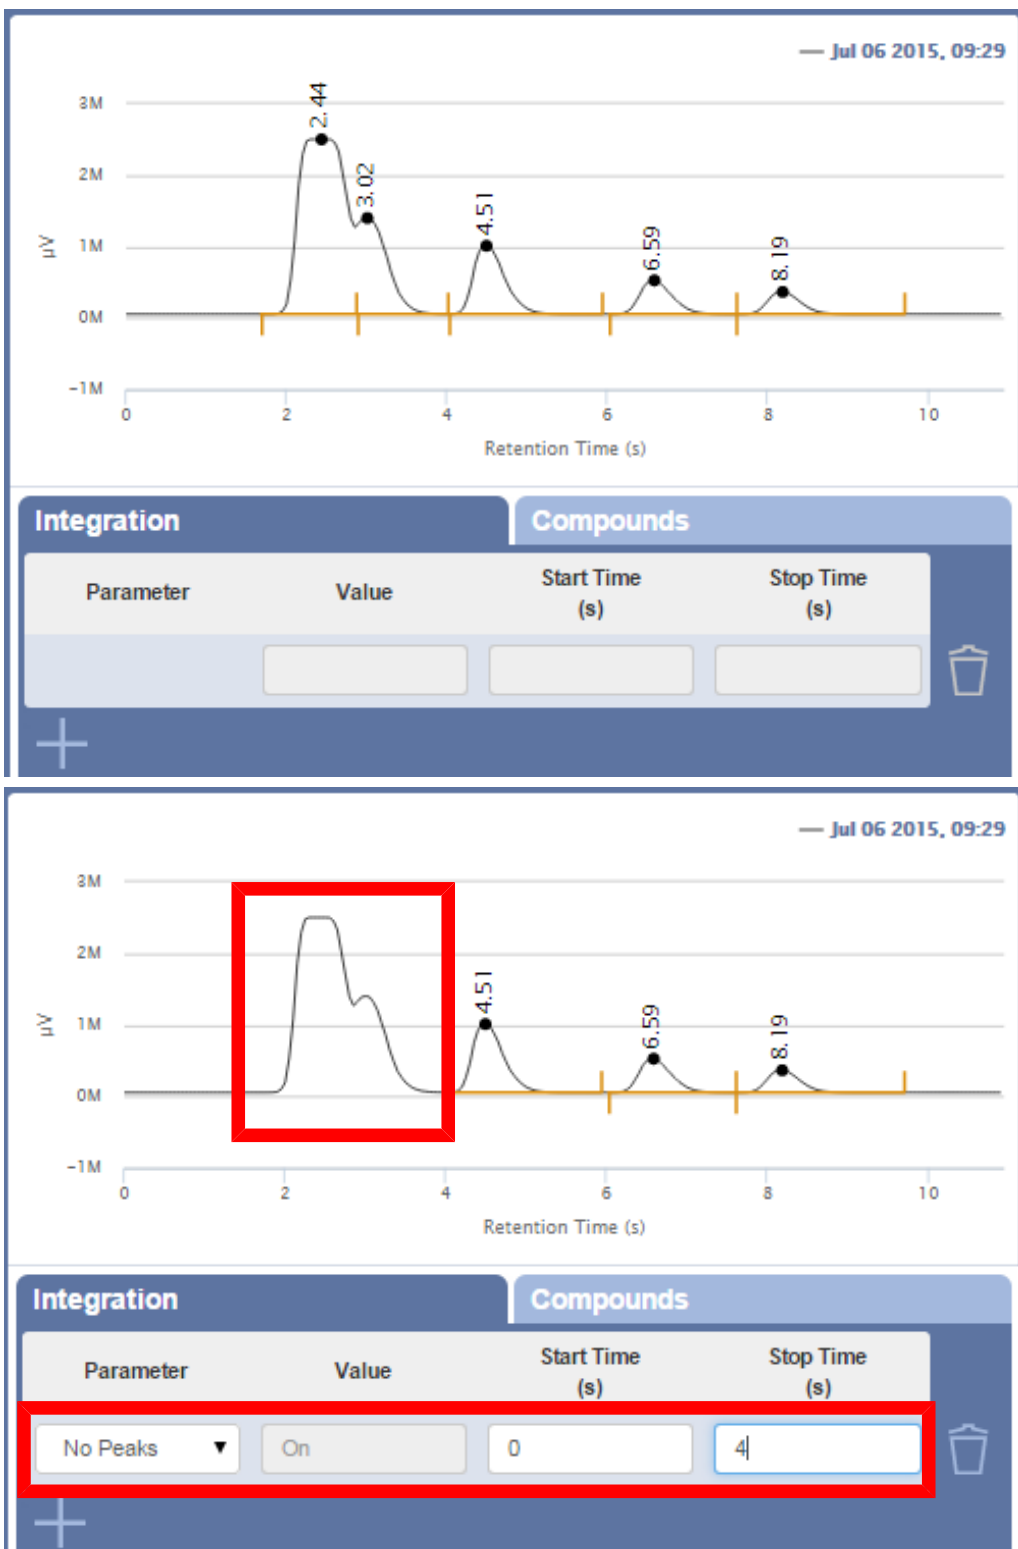 Jul 06 2015, 09:29
3M
2M
1M
0M
-1M
µV
2.44
3.02
4.51
6.59
8.19
0 2 4 6 8 10
Retention Time (s)
Integration Compounds
Parameter Value Start Time (s) Stop Time (s)
Jul 06 2015, 09:29
3M
2M
1M
0M
-1M
µV
4.51
6.59
8.19
0 2 4 6 8 10
Retention Time (s)
Integration Compounds
Parameter Value Start Time (s) Stop Time (s)
No Peaks On 0 4